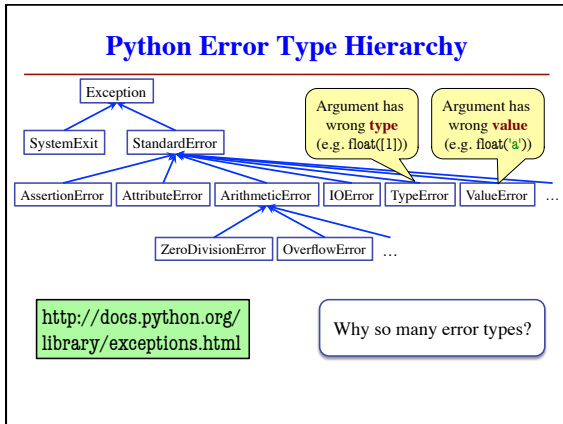 Python Error Type Hierarchy
Exception
SystemExit
StandardError
Argument has
wrong type
(e.g. float([1]))
Argument has
wrong value
(e.g. float('a'))
AssertionError
AttributeError
ArithmeticError
IOError
TypeError
ValueError
…
ZeroDivisionError
OverflowError
…
http://docs.python.org/
library/exceptions.html
Why so many error types?